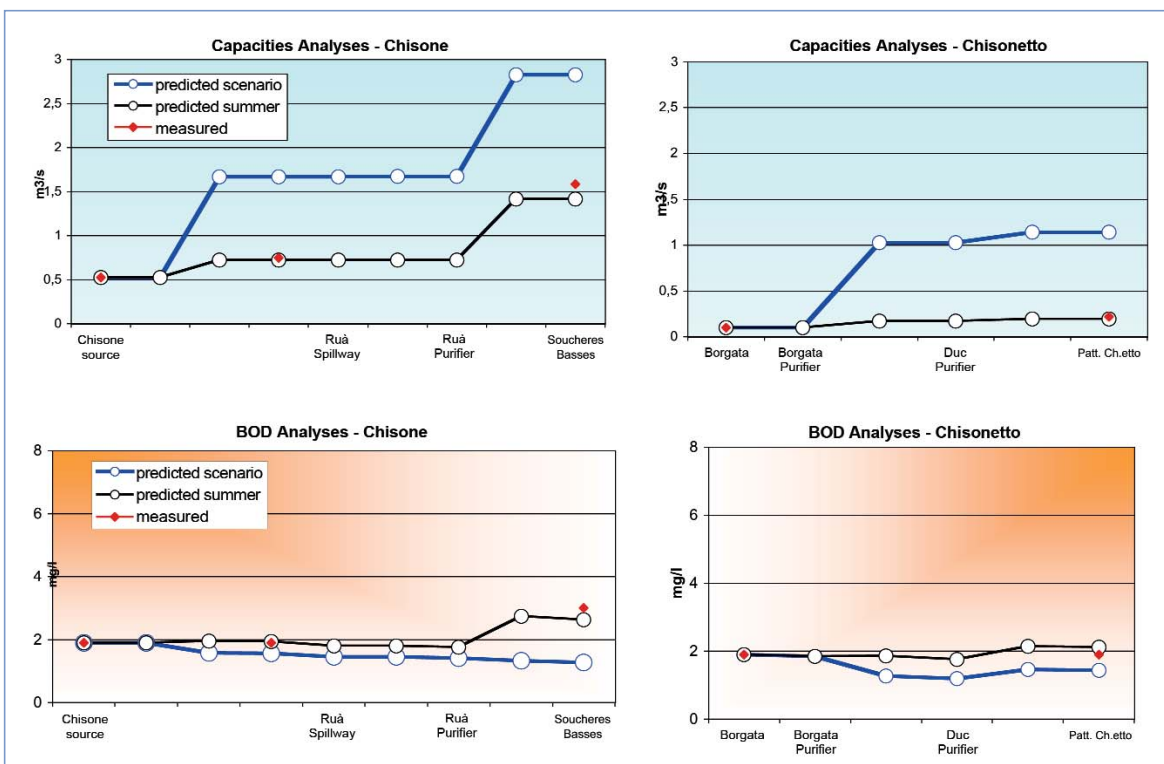 Capacities Analyses - Chisone
3
2,5
2
1,5
1
0,5
0
m3/s
predicted scenario
predicted summer
measured
Chisone
source
Ruà
Spillway
Ruà
Purifier
Soucheres
Basses
Capacities Analyses - Chisonetto
3
2,5
2
1,5
1
0,5
0
m3/s
Borgata
Borgata
Purifier
Duc
Purifier
Patt. Ch.etto
BOD Analyses - Chisone
8
6
4
2
0
mg/l
predicted scenario
predicted summer
measured
Chisone
source
Ruà
Spillway
Ruà
Purifier
Soucheres
Basses
BOD Analyses - Chisonetto
8
6
4
2
0
mg/l
Borgata
Borgata
Purifier
Duc
Purifier
Patt. Ch.etto